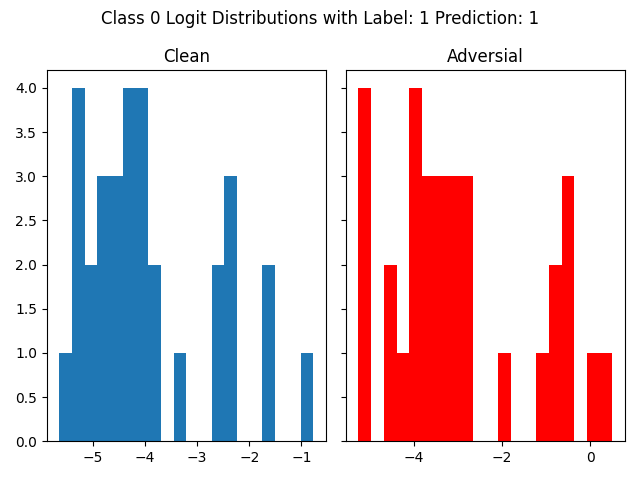 Class 0 Logit Distributions with Label: 1 Prediction: 1
Clean
Adversial
4.0
3.5
3.0
2.5
2.0
1.5
1.0
0.5
0.0
−5 −4 −3 −2 −1
−4 −2 0